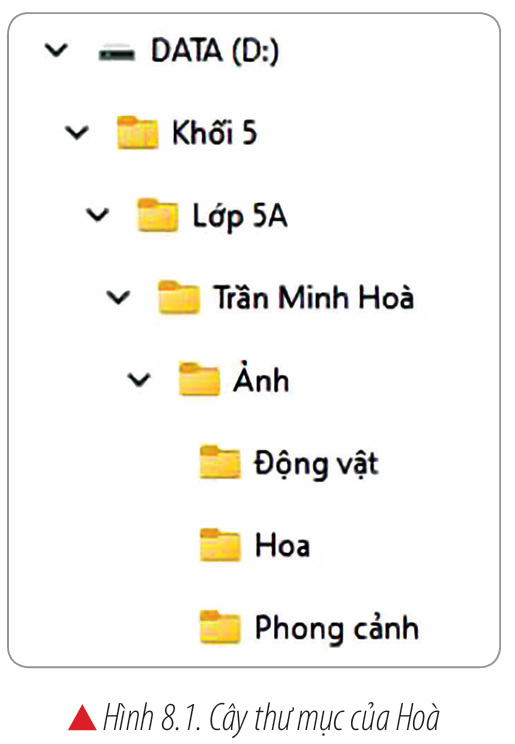 DATA (D:)
Khối 5
Lớp 5A
Trần Minh Hoà
Ảnh
Động vật
Hoa
Phong cảnh
▲ Hình 8.1. Cây thư mục của Hoà